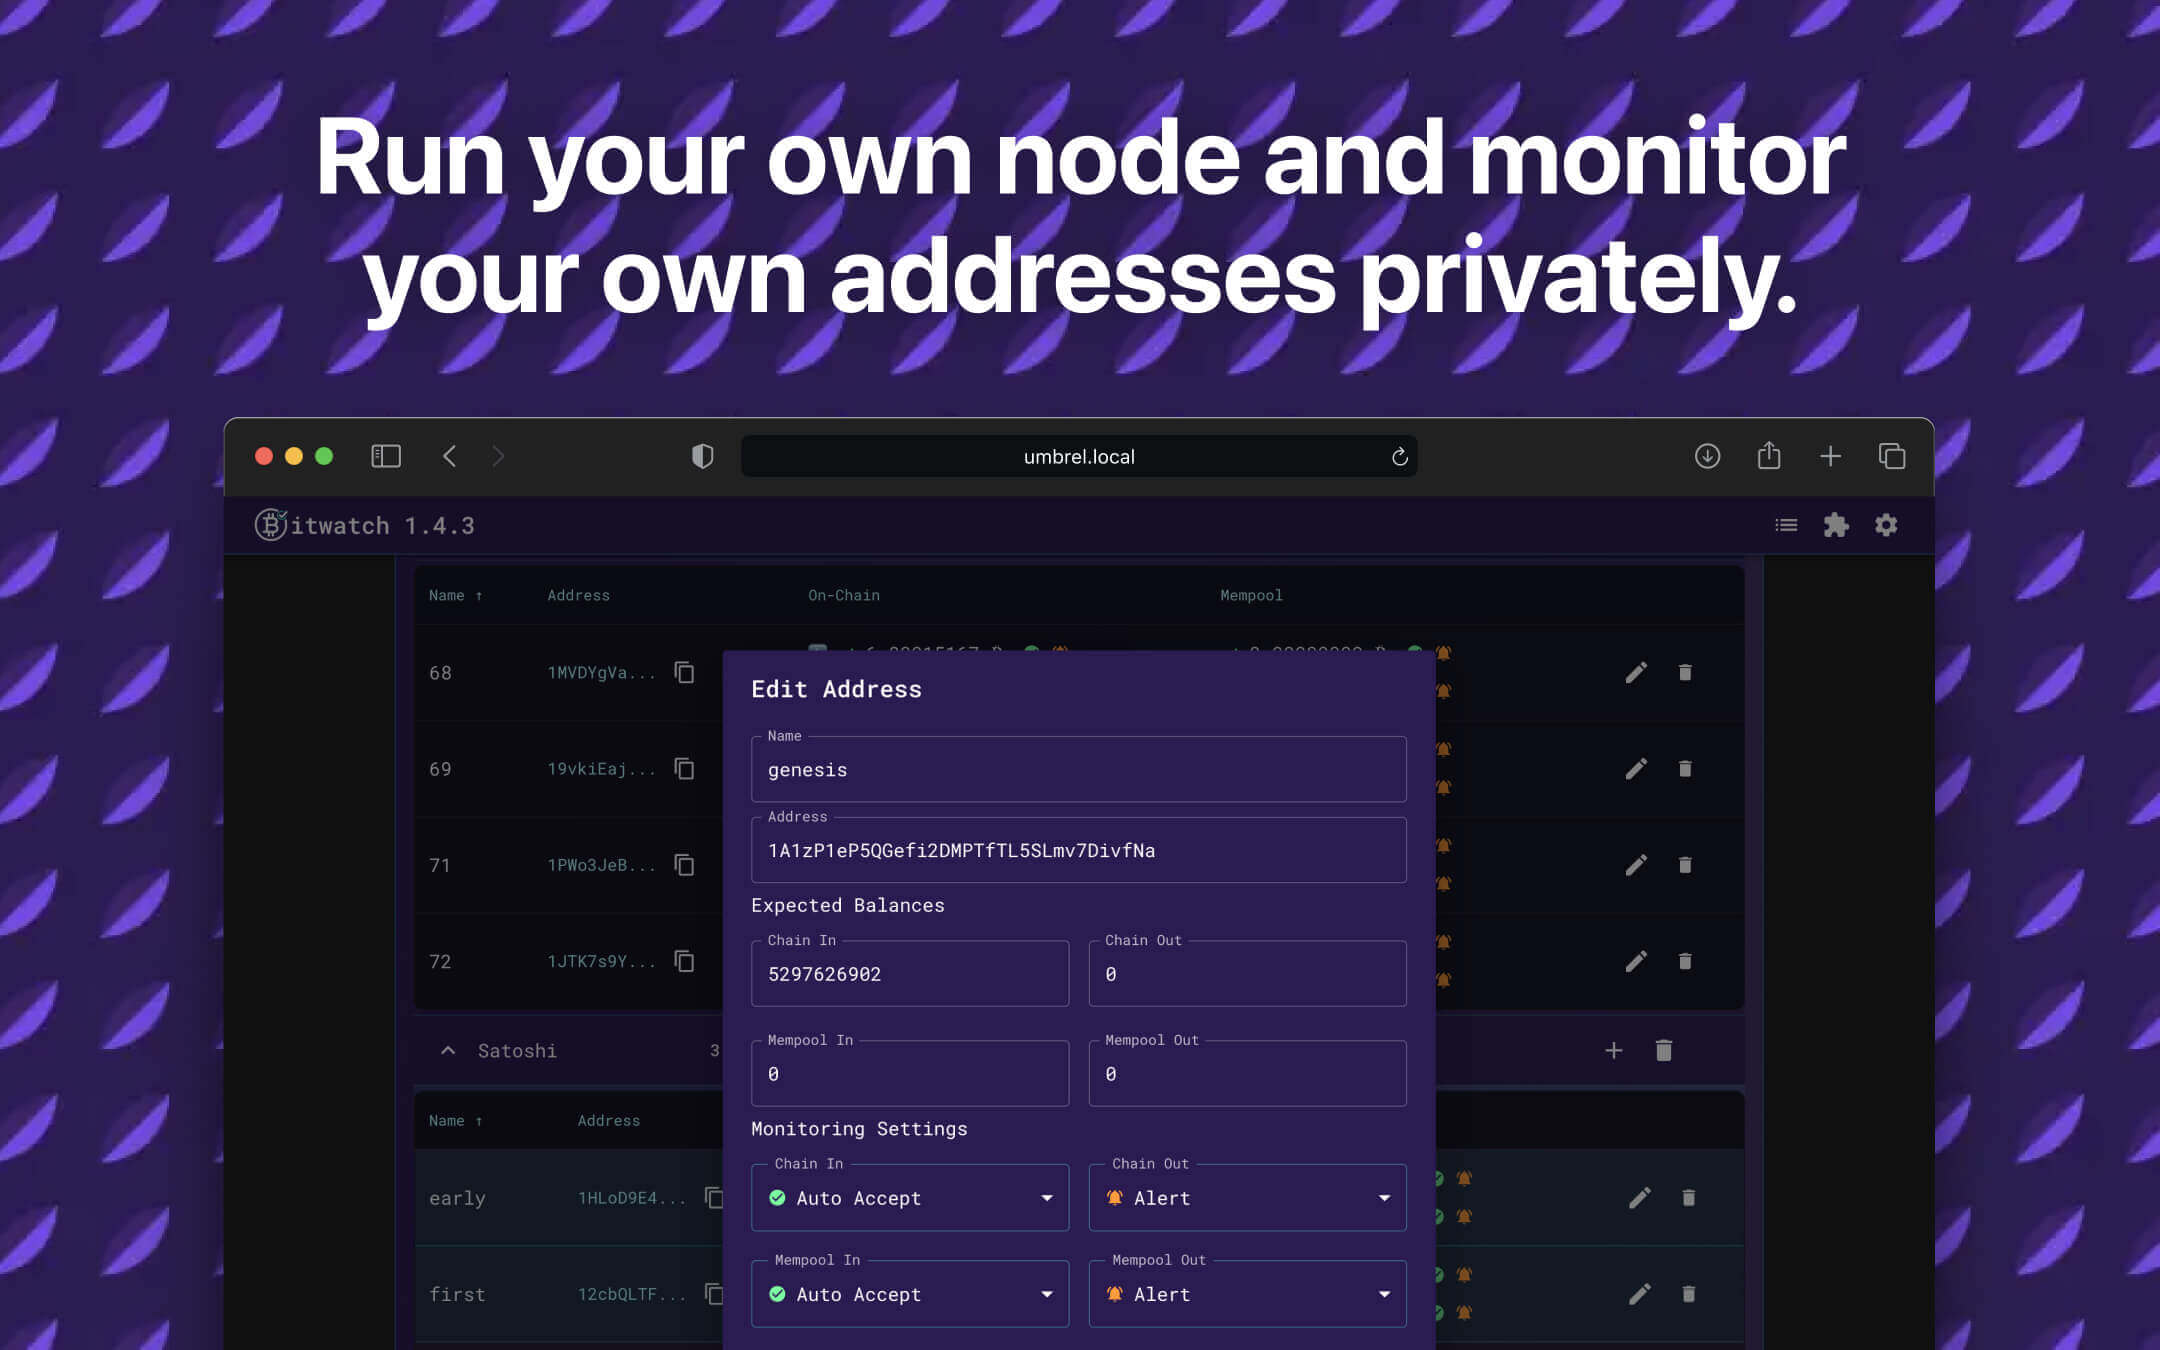 Run your own node and monitor
your own addresses privately.
umbrel.local
itwatch 1.4.3
Name ↑ Address On-Chain Mempool
68 1MVDYgVa...
69 19vkiEaj...
71 1PWo3JeB...
72 1JTK7s9Y...
Edit Address
Name
genesis
Address
1A1zP1eP5QGefi2DMPTfTL5SLmv7DivfNa
Expected Balances
Chain In Chain Out
5297626902 0
Mempool In Mempool Out
0 0
Monitoring Settings
Chain In Chain Out
Auto Accept Alert
Mempool In Mempool Out
Auto Accept Alert
Satoshi 3
Name ↑ Address
early 1HLoD9E4...
first 12cbQLTF...